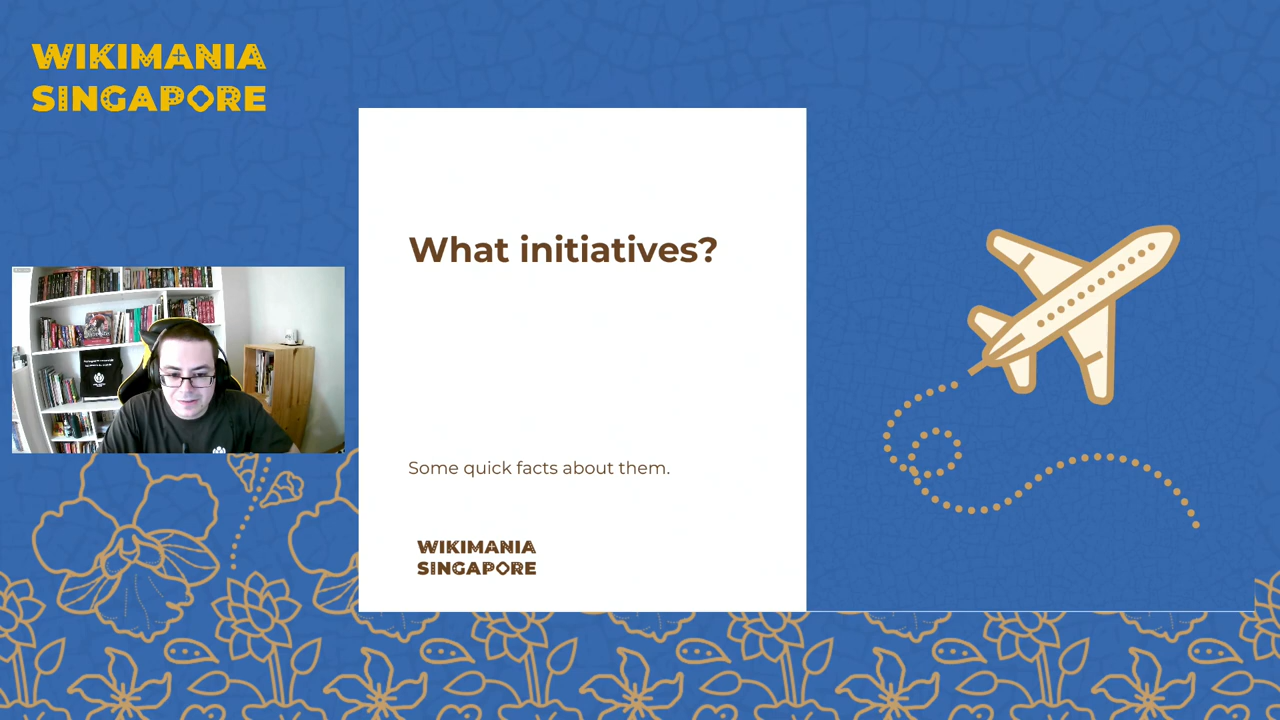 WIKIMANIA
SINGAPORE
What initiatives?
Some quick facts about them.
WIKIMANIA
SINGAPORE